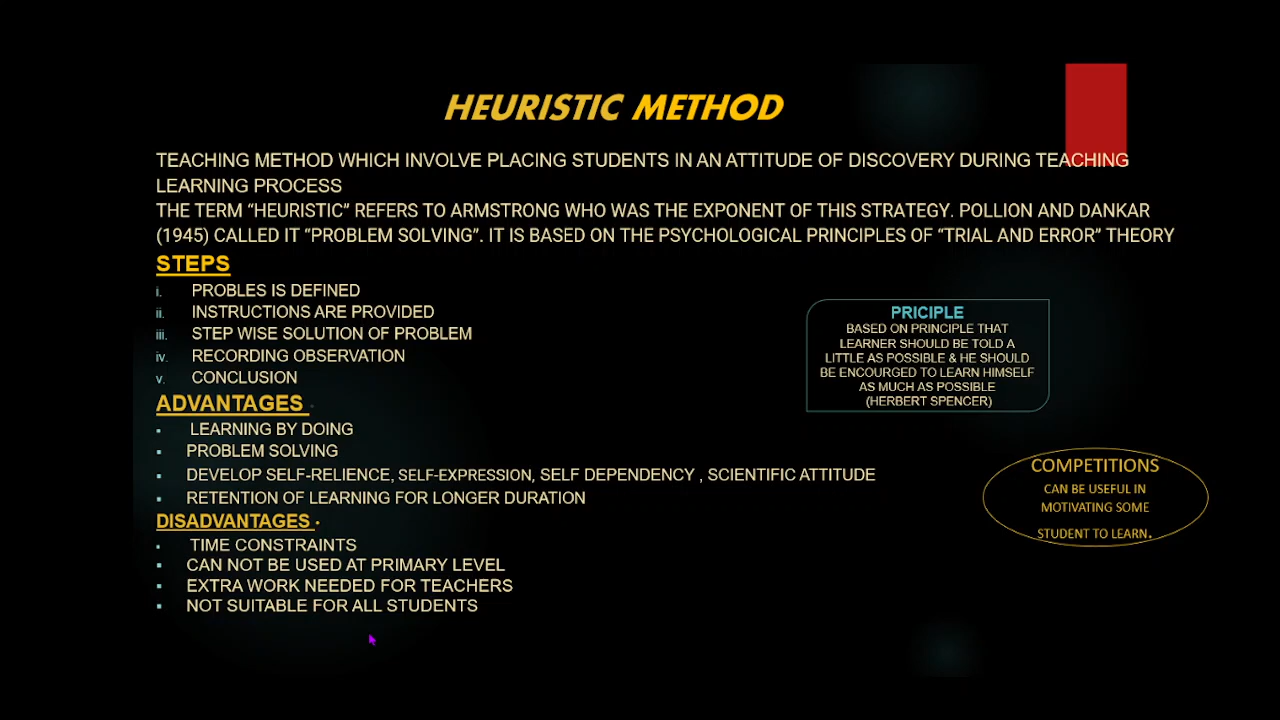 HEURISTIC METHOD
TEACHING METHOD WHICH INVOLVE PLACING STUDENTS IN AN ATTITUDE OF DISCOVERY DURING TEACHING
LEARNING PROCESS
THE TERM “HEURISTIC” REFERS TO ARMSTRONG WHO WAS THE EXPONENT OF THIS STRATEGY. POLLION AND DANKAR
(1945) CALLED IT “PROBLEM SOLVING”. IT IS BASED ON THE PSYCHOLOGICAL PRINCIPLES OF “TRIAL AND ERROR” THEORY
STEPS
i. PROBLES IS DEFINED
ii. INSTRUCTIONS ARE PROVIDED
iii. STEP WISE SOLUTION OF PROBLEM
iv. RECORDING OBSERVATION
v. CONCLUSION
PRICIPLE
BASED ON PRINCIPLE THAT
LEARNER SHOULD BE TOLD A
LITTLE AS POSSIBLE & HE SHOULD
BE ENCOURGED TO LEARN HIMSELF
AS MUCH AS POSSIBLE
(HERBERT SPENCER)
ADVANTAGES
▪ LEARNING BY DOING
▪ PROBLEM SOLVING
▪ DEVELOP SELF-RELIENCE, SELF-EXPRESSION, SELF DEPENDENCY , SCIENTIFIC ATTITUDE
▪ RETENTION OF LEARNING FOR LONGER DURATION
COMPETITIONS
CAN BE USEFUL IN
MOTIVATING SOME
STUDENT TO LEARN.
DISADVANTAGES .
▪ TIME CONSTRAINTS
▪ CAN NOT BE USED AT PRIMARY LEVEL
▪ EXTRA WORK NEEDED FOR TEACHERS
▪ NOT SUITABLE FOR ALL STUDENTS